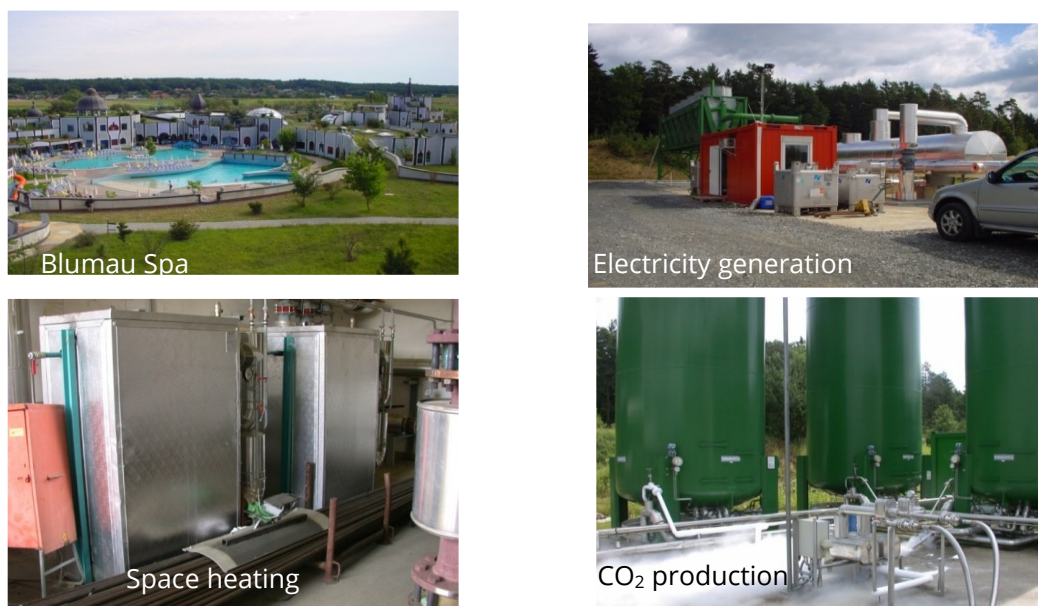 Blumau Spa
Electricity generation
Space heating
CO₂ production